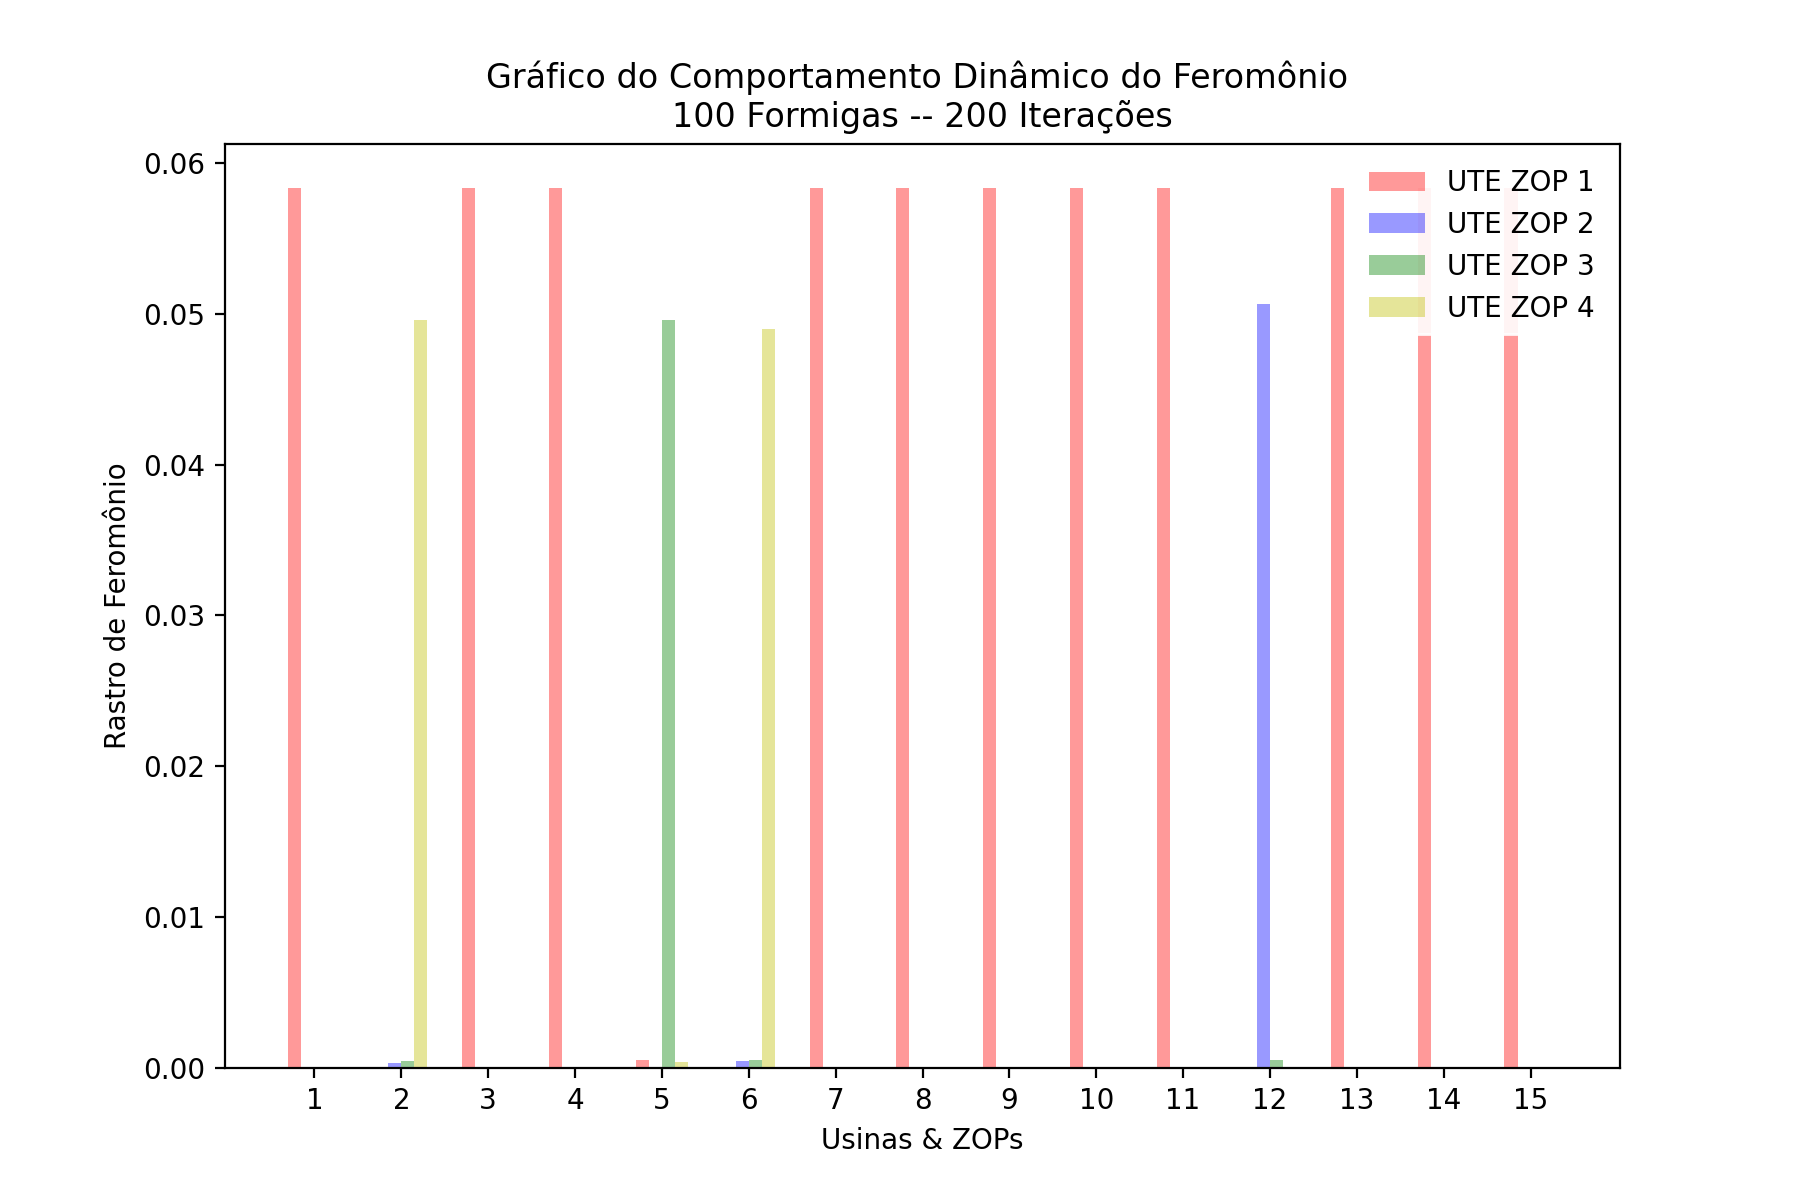 Gráfico do Comportamento Dinâmico do Feromônio
100 Formigas -- 200 Iterações
UTE ZOP 1
UTE ZOP 2
UTE ZOP 3
UTE ZOP 4
Rastro de Feromônio
0.06
0.05
0.04
0.03
0.02
0.01
0.00
1 2 3 4 5 6 7 8 9 10 11 12 13 14 15
Usinas & ZOPs